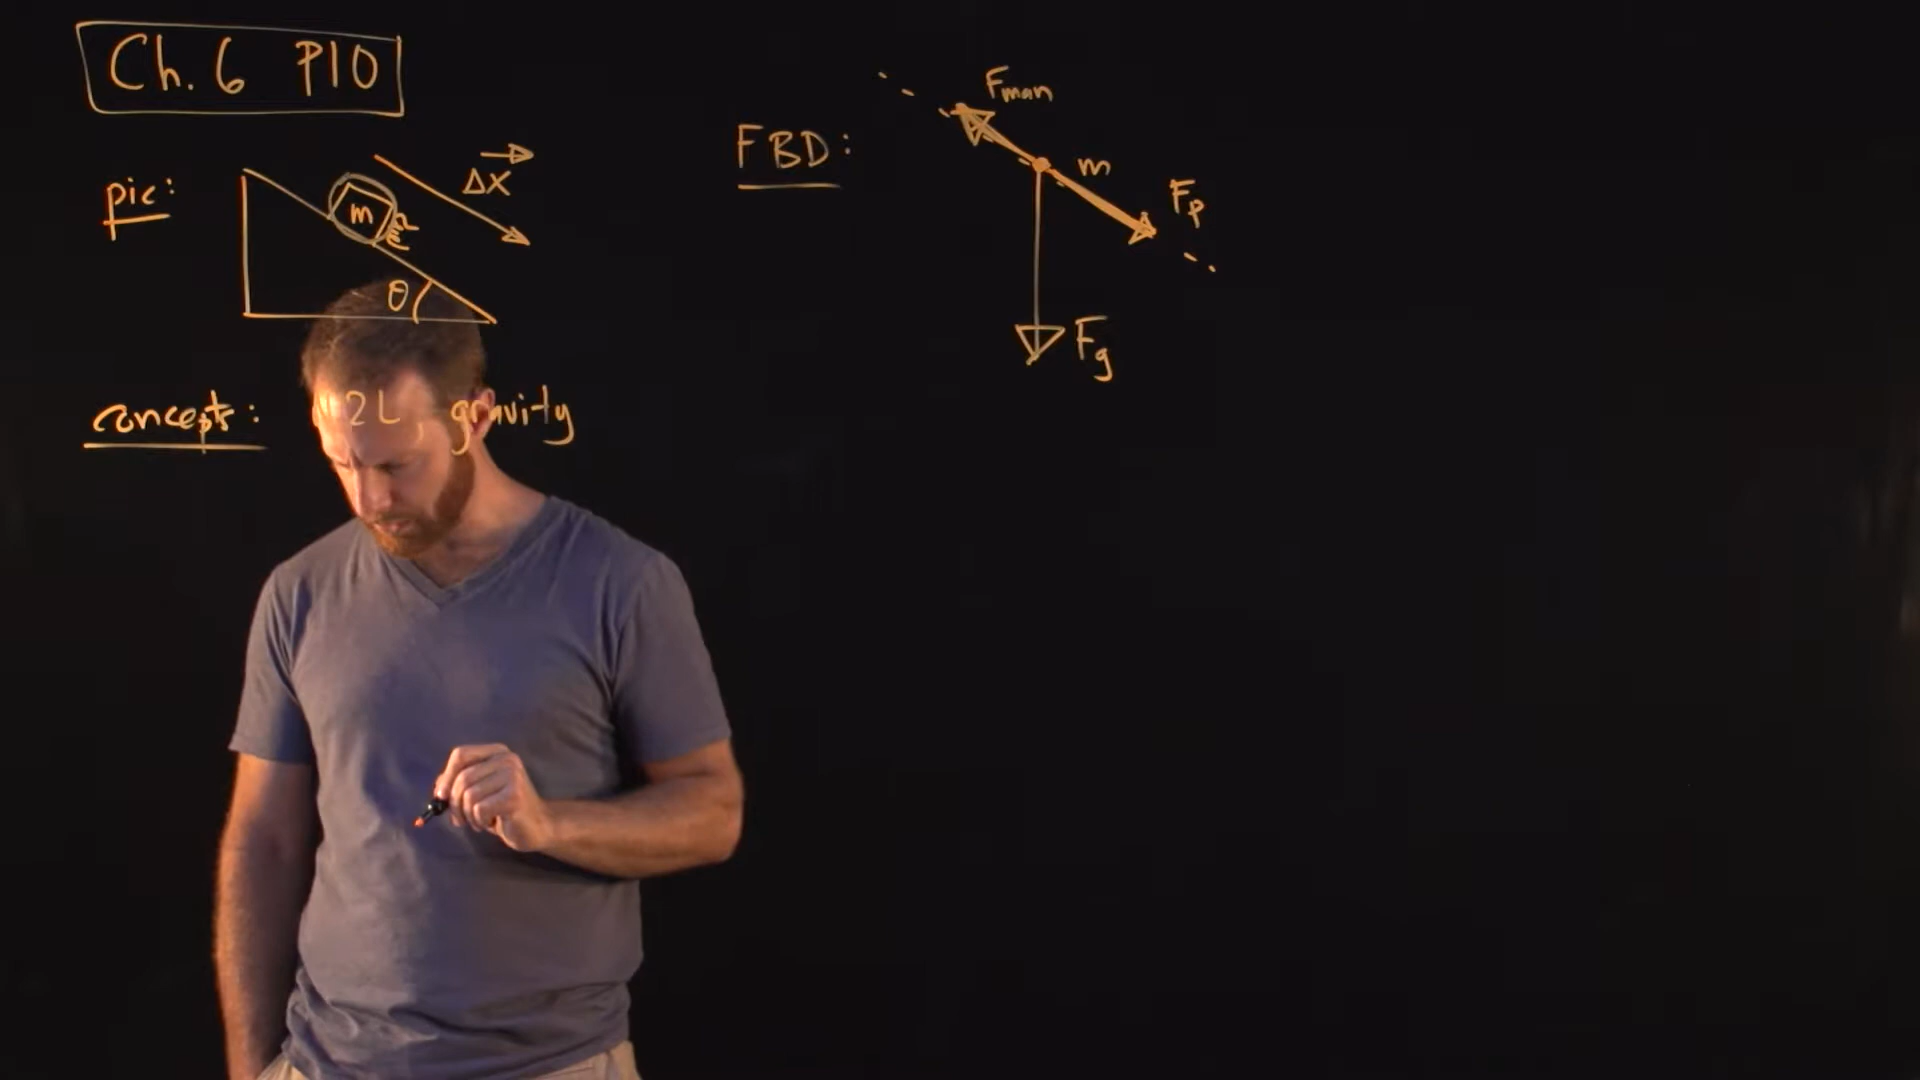 Ch. 6 P10
pic:
m
Δx
θ
concepts: N2L, gravity
FBD:
Fman
m
Fp
Fg